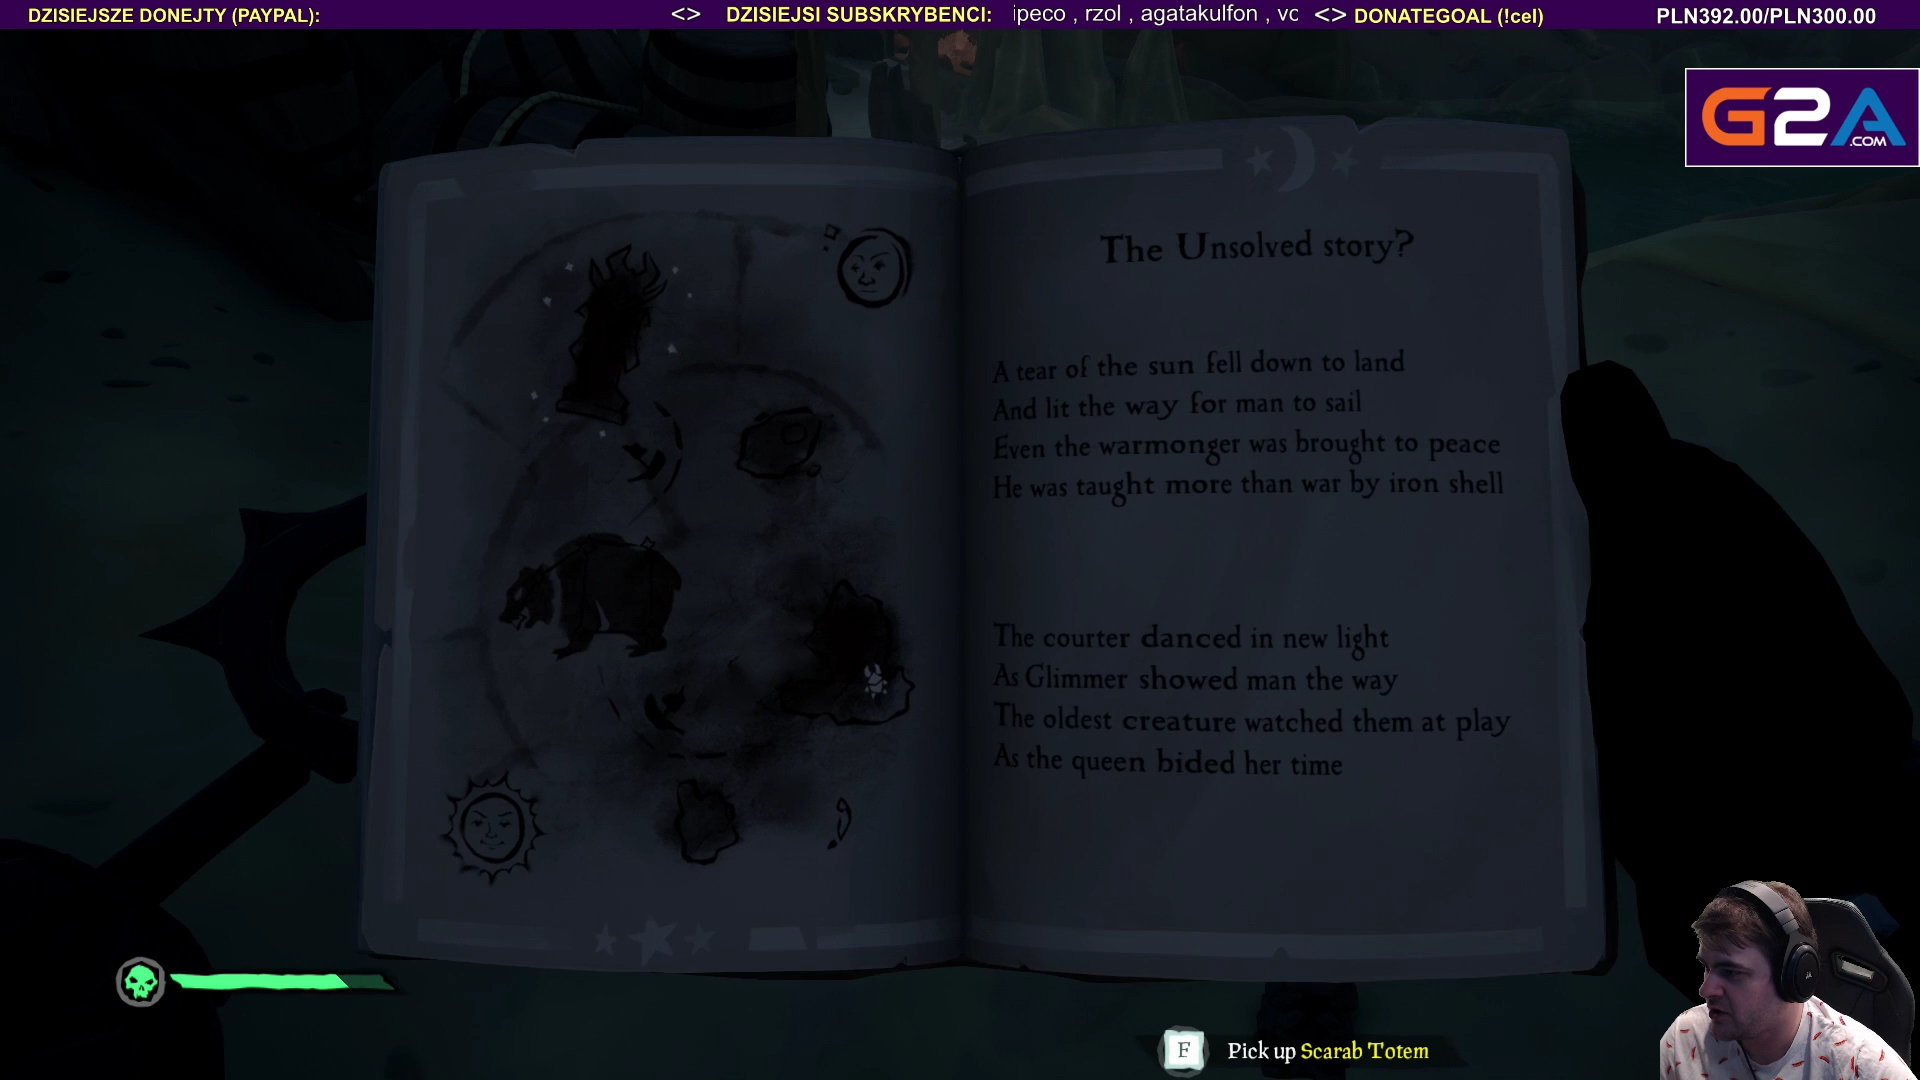 DZISIEJSZE DONEJTY (PAYPAL):
<> DZISIEJSI SUBSKRYBENCI: ipeco , rzol , agatakulfon , vc <> DONATEGOAL (!cel) PLN392.00/PLN300.00
G2A
.COM
The Unsolved story?
A tear of the sun fell down to land
And lit the way for man to sail
Even the warmonger was brought to peace
He was taught more than war by iron shell
The courter danced in new light
As Glimmer showed man the way
The oldest creature watched them at play
As the queen bided her time
F Pick up Scarab Totem